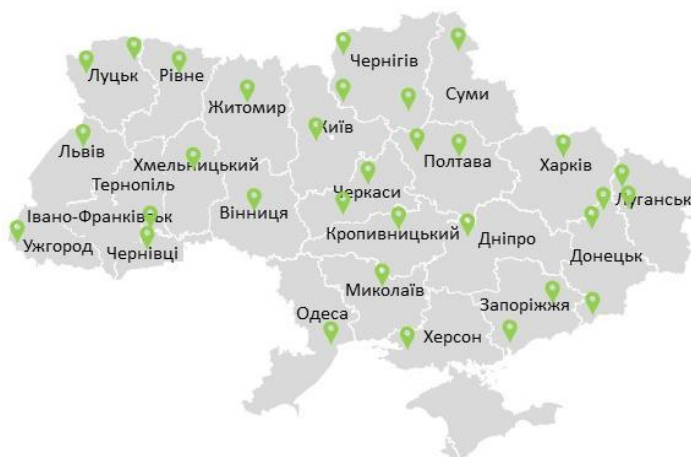 Чернігів
Луцьк
Рівне
Суми
Житомир
Київ
Львів
Хмельницький
Полтава
Харків
Тернопіль
Черкаси
Луганськ
Вінниця
Івано-Франківськ
Кропивницький
Дніпро
Ужгород
Чернівці
Донецьк
Миколаїв
Запоріжжя
Одеса
Херсон